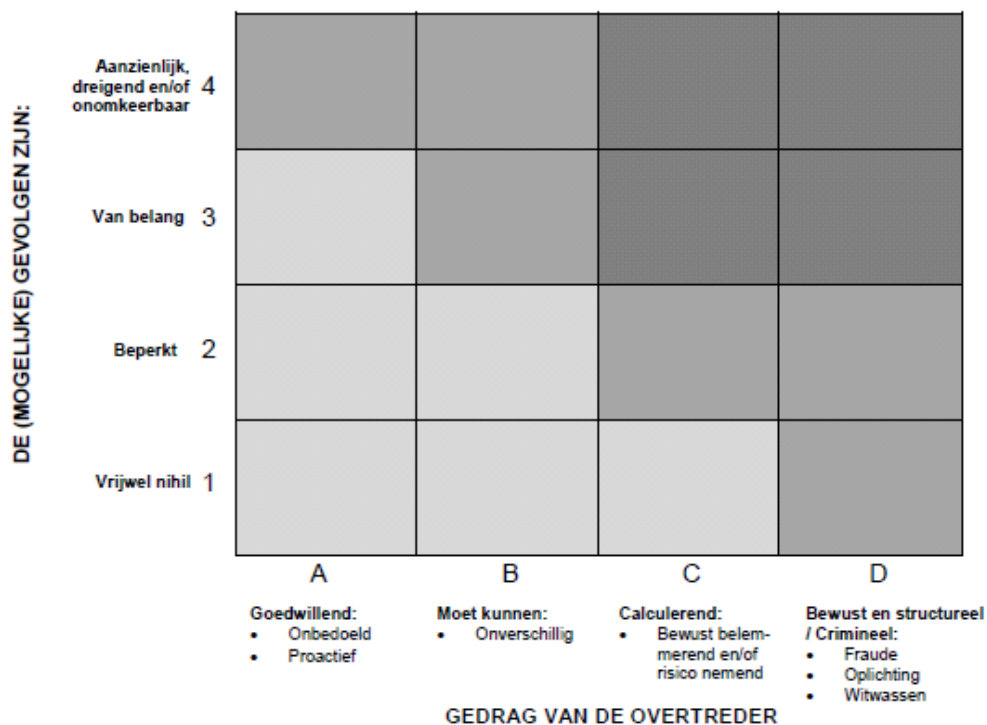 DE (MOGELIJKE) GEVOLGEN ZIJN:
Aanzienlijk,
dreigend en/of
onomkeerbaar
4
Van belang 3
Beperkt 2
Vrijwel nihil 1
A B C D
Goedwillend:
• Onbedoeld
• Proactief
Moet kunnen:
• Onverschillig
Calculerend:
• Bewust belem-
merend en/of
risico nemend
Bewust en structureel
/ Crimineel:
• Fraude
• Oplichting
• Witwassen
GEDRAG VAN DE OVERTREDER